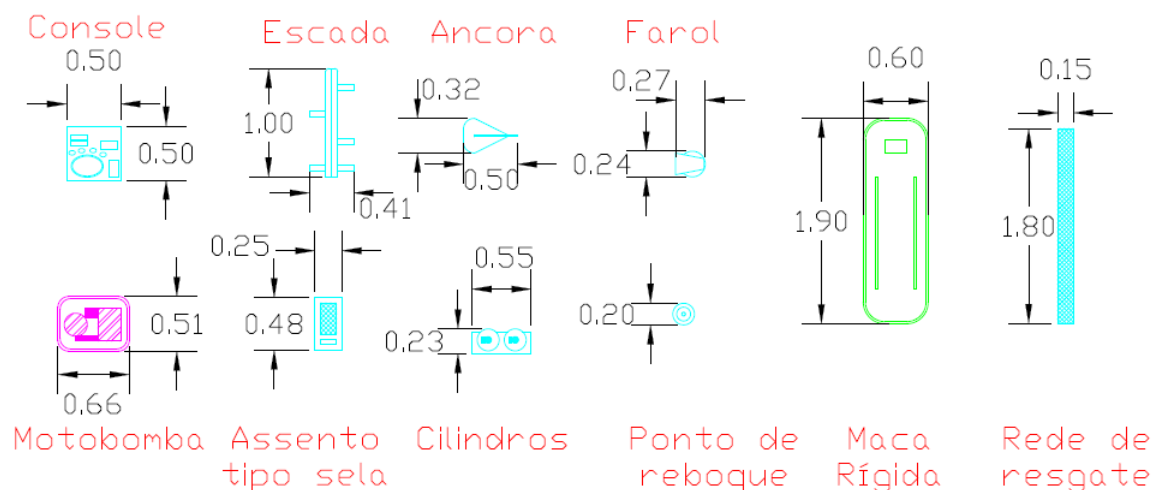 Console
Escada
Ancora
Farol
0.50
0.50
1.00
0.41
0.32
0.50
0.27
0.24
0.60
1.90
0.15
1.80
0.51
0.66
0.25
0.48
0.55
0.23
0.20
Motobomba
Assento
tipo sela
Cilindros
Ponto de
reboque
Maca
Rígida
Rede de
resgate